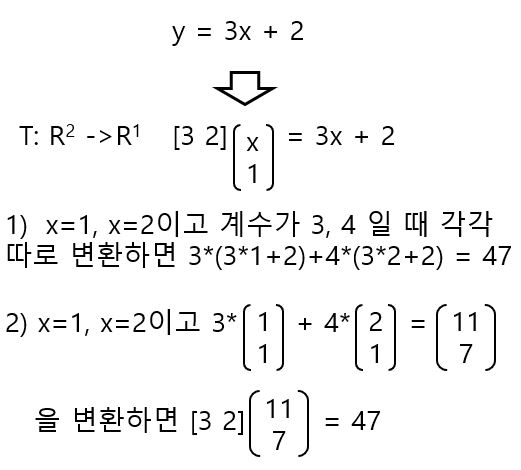 y = 3x + 2
T: R² ->R¹ [3 2](x 1) = 3x + 2
1) x=1, x=2이고 계수가 3, 4 일 때 각각
따로 변환하면 3*(3*1+2)+4*(3*2+2) = 47
2) x=1, x=2이고 3*(1 1) + 4*(2 1) = (11 7)
을 변환하면 [3 2](11 7) = 47